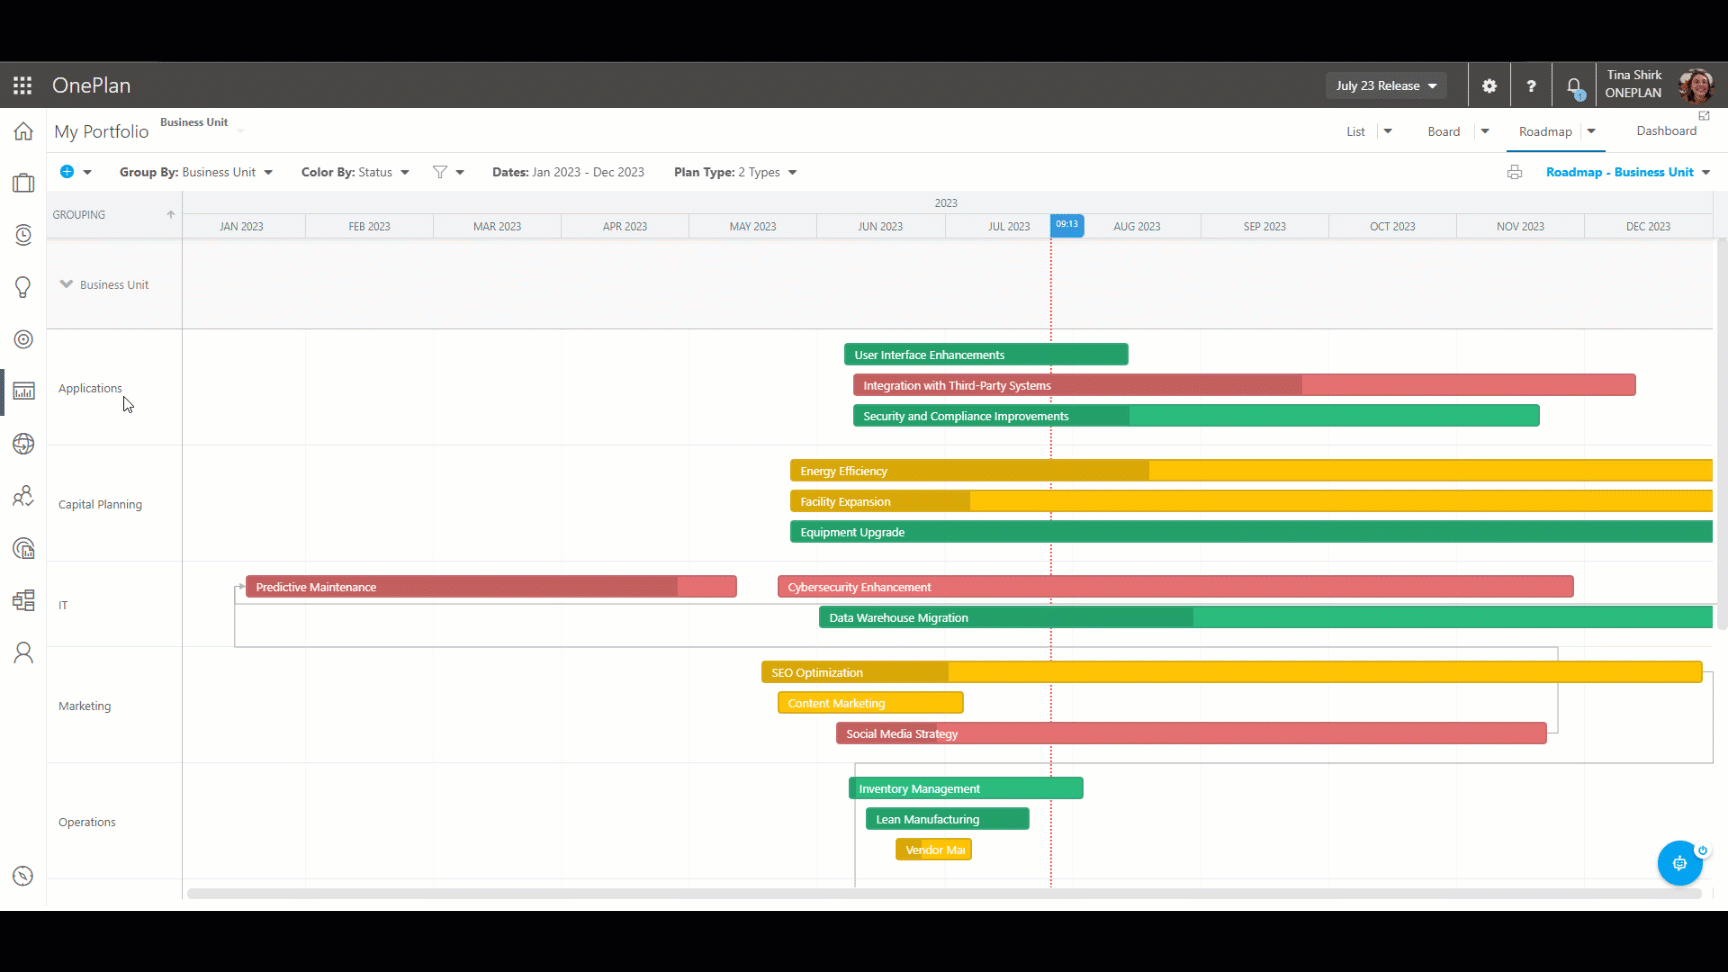 OnePlan
July 23 Release
?
Tina Shirk
ONEPLAN
My Portfolio
Business Unit
List
Board
Roadmap
Dashboard
Group By: Business Unit
Color By: Status
Dates: Jan 2023 - Dec 2023
Plan Type: 2 Types
Roadmap - Business Unit
GROUPING
2023
JAN 2023
FEB 2023
MAR 2023
APR 2023
MAY 2023
JUN 2023
JUL 2023
09:13
AUG 2023
SEP 2023
OCT 2023
NOV 2023
DEC 2023
Business Unit
Applications
User Interface Enhancements
Integration with Third-Party Systems
Security and Compliance Improvements
Capital Planning
Energy Efficiency
Facility Expansion
Equipment Upgrade
IT
Predictive Maintenance
Cybersecurity Enhancement
Data Warehouse Migration
Marketing
SEO Optimization
Content Marketing
Social Media Strategy
Operations
Inventory Management
Lean Manufacturing
Vendor Mai